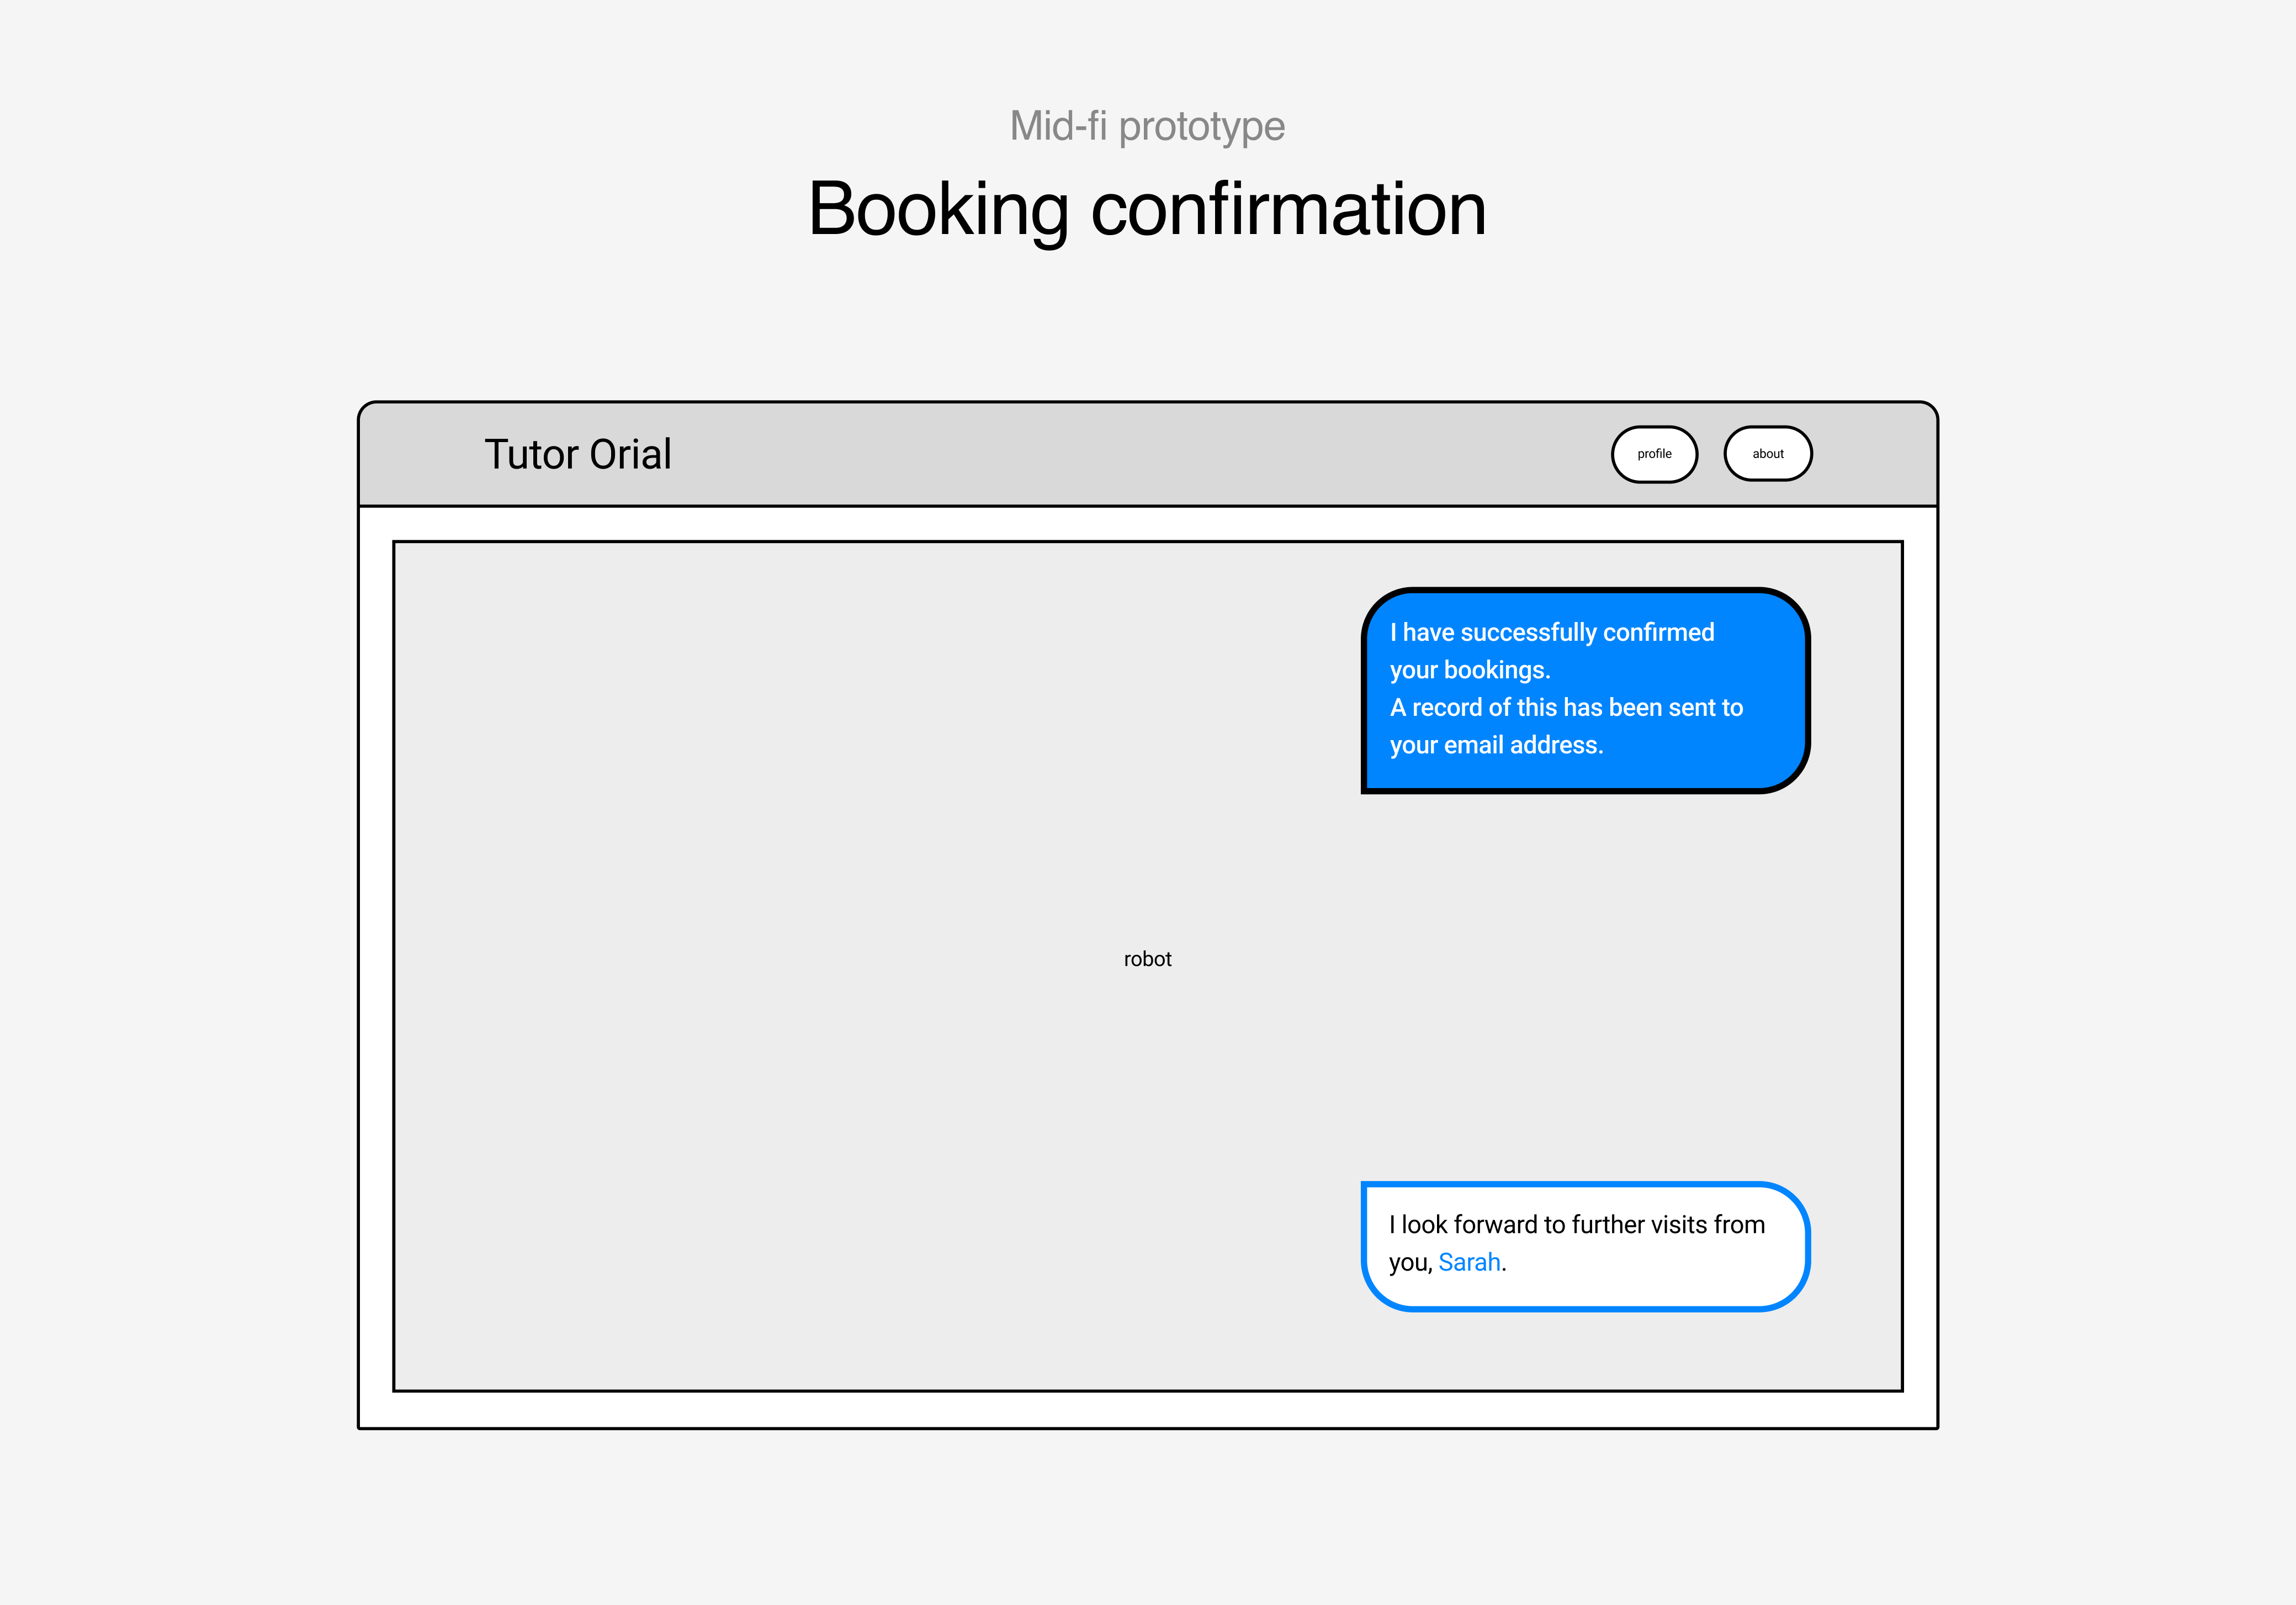 Mid-fi prototype
Booking confirmation
Tutor Orial
profile
about
I have successfully confirmed
your bookings.
A record of this has been sent to
your email address.
robot
I look forward to further visits from
you, Sarah.